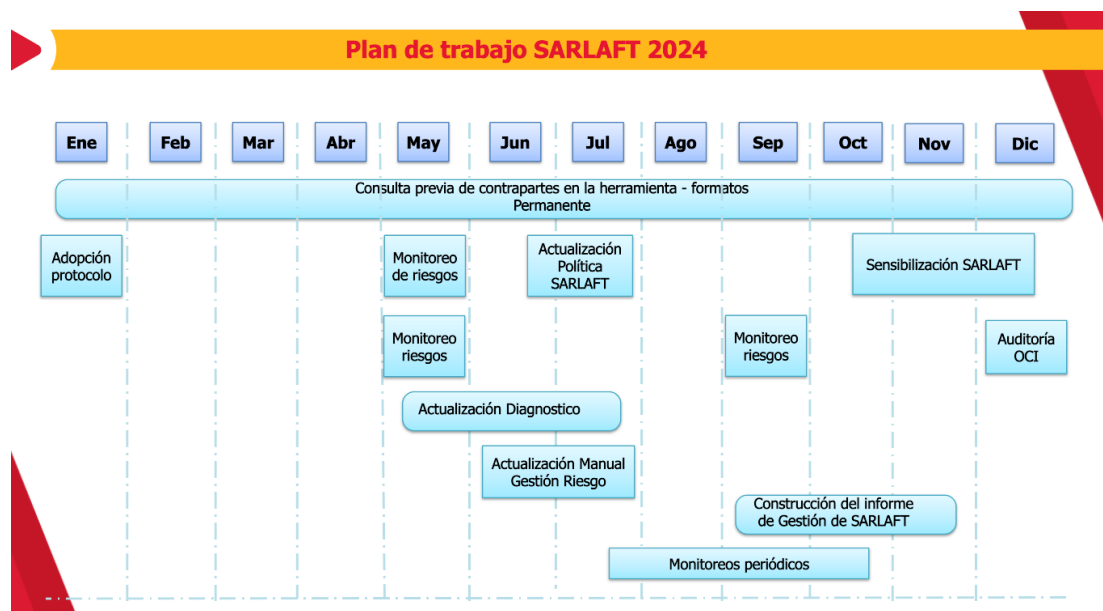 Plan de trabajo SARLAFT 2024
Ene
Feb
Mar
Abr
May
Jun
Jul
Ago
Sep
Oct
Nov
Dic
Consulta previa de contrapartes en la herramienta - formatos
Permanente
Adopción
protocolo
Monitoreo
de riesgos
Actualización
Política
SARLAFT
Sensibilización SARLAFT
Monitoreo
riesgos
Monitoreo
riesgos
Auditoría
OCI
Actualización Diagnostico
Actualización Manual
Gestión Riesgo
Construcción del informe
de Gestión de SARLAFT
Monitoreos periódicos